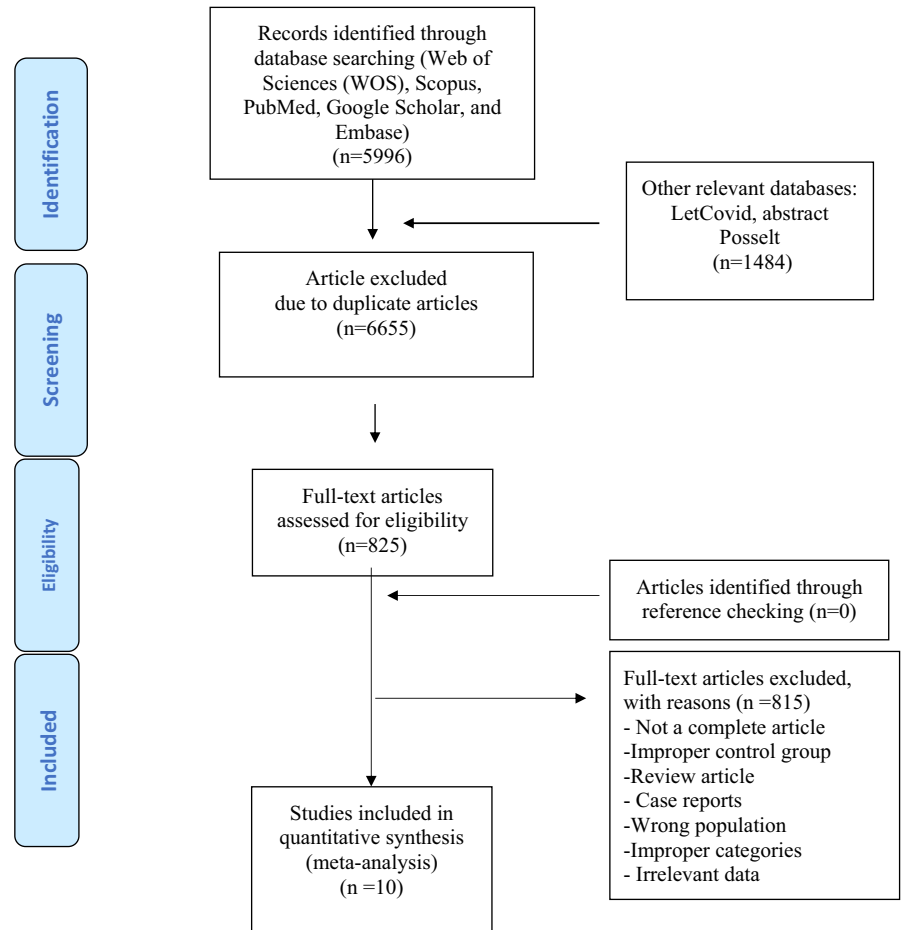 Identification
Records identified through
database searching (Web of
Sciences (WOS), Scopus,
PubMed, Google Scholar, and
Embase)
(n=5996)
Other relevant databases:
LetCovid, abstract
Posselt
(n=1484)
Screening
Article excluded
due to duplicate articles
(n=6655)
Eligibility
Full-text articles
assessed for eligibility
(n=825)
Articles identified through
reference checking (n=0)
Included
Full-text articles excluded,
with reasons (n =815)
- Not a complete article
-Improper control group
-Review article
- Case reports
-Wrong population
-Improper categories
- Irrelevant data
Studies included in
quantitative synthesis
(meta-analysis)
(n =10)